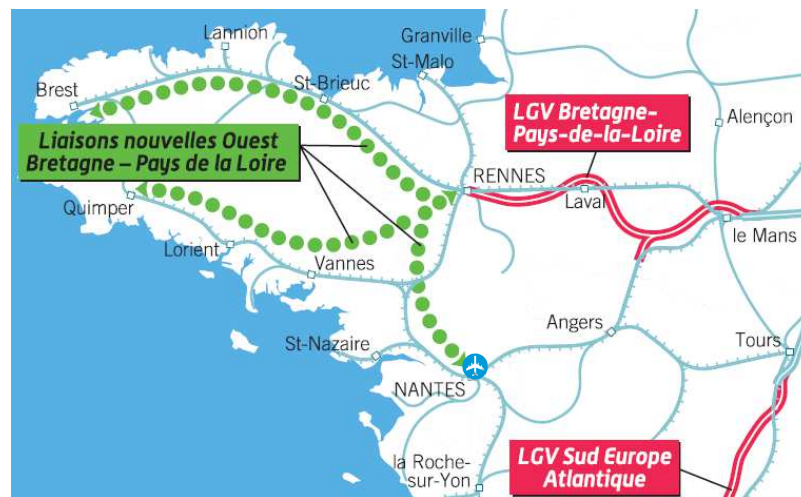 Lannion
Granville
St-Malo
Brest
St-Brieuc
LGV Bretagne-
Pays-de-la-Loire
Alençon
Liaisons nouvelles Ouest
Bretagne – Pays de la Loire
RENNES
Laval
Quimper
le Mans
Lorient
Vannes
Angers
St-Nazaire
Tours
NANTES
la Roche-
sur-Yon
LGV Sud Europe
Atlantique